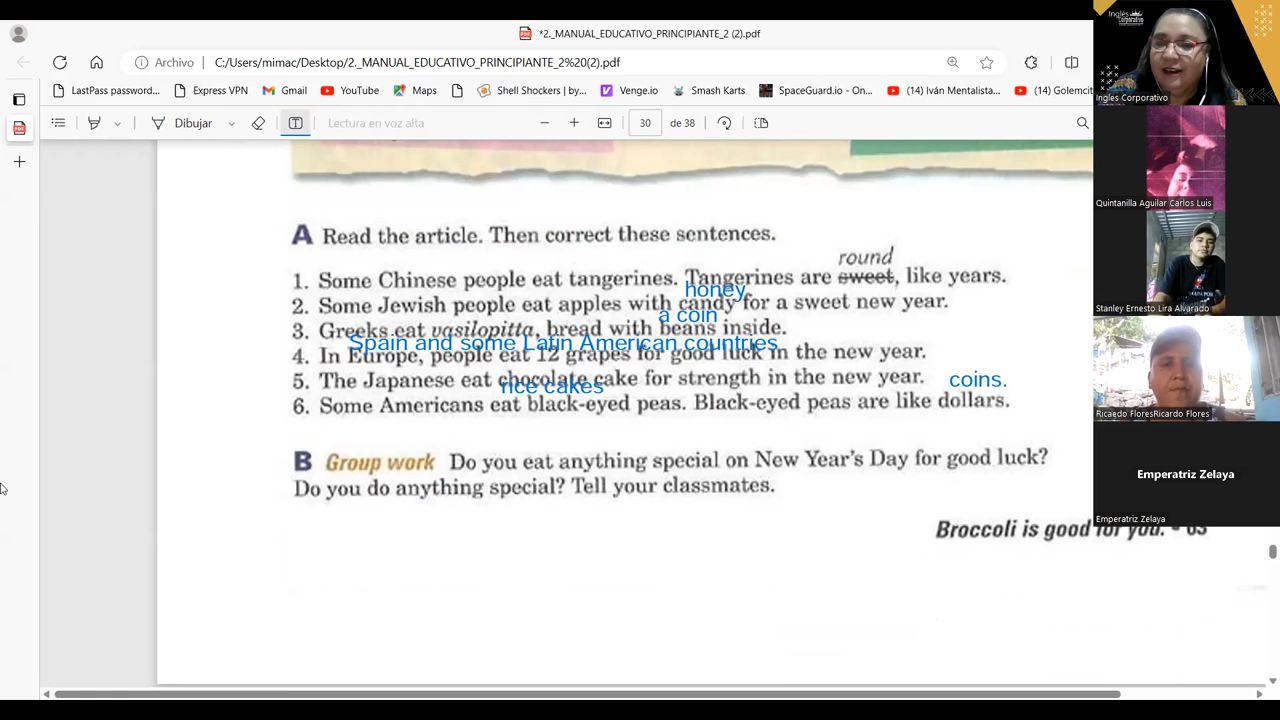 *2._MANUAL_EDUCATIVO_PRINCIPIANTE_2 (2).pdf
Archivo C:/Users/mimac/Desktop/2._MANUAL_EDUCATIVO_PRINCIPIANTE_2%20(2).pdf
LastPass password... Express VPN Gmail YouTube Maps Shell Shockers | by... Venge.io Smash Karts SpaceGuard.io - On... (14) Iván Mentalista... (14) Golemcit
Dibujar Lectura en voz alta 30 de 38
A Read the article. Then correct these sentences.
round
1. Some Chinese people eat tangerines. Tangerines are sweet, like years.
honey
2. Some Jewish people eat apples with candy for a sweet new year.
a coin
3. Greeks eat vasilopitta, bread with beans inside.
Spain and some Latin American countries
4. In Europe, people eat 12 grapes for good luck in the new year.
5. The Japanese eat chocolate cake for strength in the new year.
rice cakes
coins.
6. Some Americans eat black-eyed peas. Black-eyed peas are like dollars.
B Group work Do you eat anything special on New Year's Day for good luck?
Do you do anything special? Tell your classmates.
Broccoli is good for you. • 63
Inglés
Corporativo
Ingles Corporativo
Quintanilla Aguilar Carlos Luis
Stanley Ernesto Lira Alvarado
Ricaedo FloresRicardo Flores
Emperatriz Zelaya
Emperatriz Zelaya